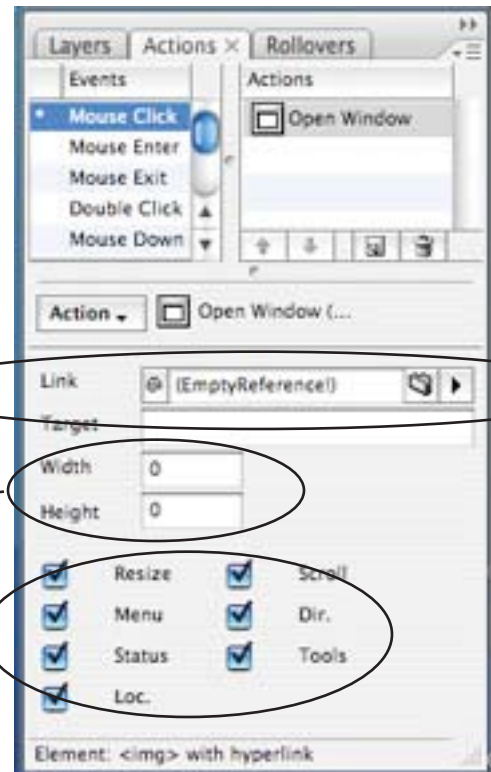 Layers Actions × Rollovers
Events Actions
Mouse Click Open Window
Mouse Enter
Mouse Exit
Double Click
Mouse Down
Action Open Window (...
Link (EmptyReference!)
Target
Width 0
Height 0
Resize Scroll
Menu Dir.
Status Tools
Loc.
Element: <img> with hyperlink